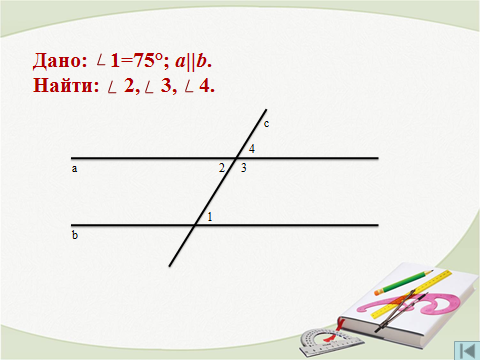 Дано: ∠1=75°; a||b.
Найти: ∠ 2,∠ 3, ∠ 4.
c
4
a
2
3
1
b